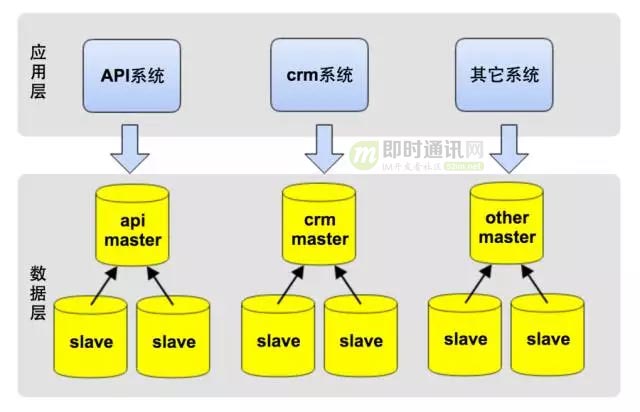 应用层
API系统
crm系统
其它系统
m 即时通讯网
IM开发者社区 52im.net
数据层
api
master
crm
master
other
master
slave
slave
slave
slave
slave
slave